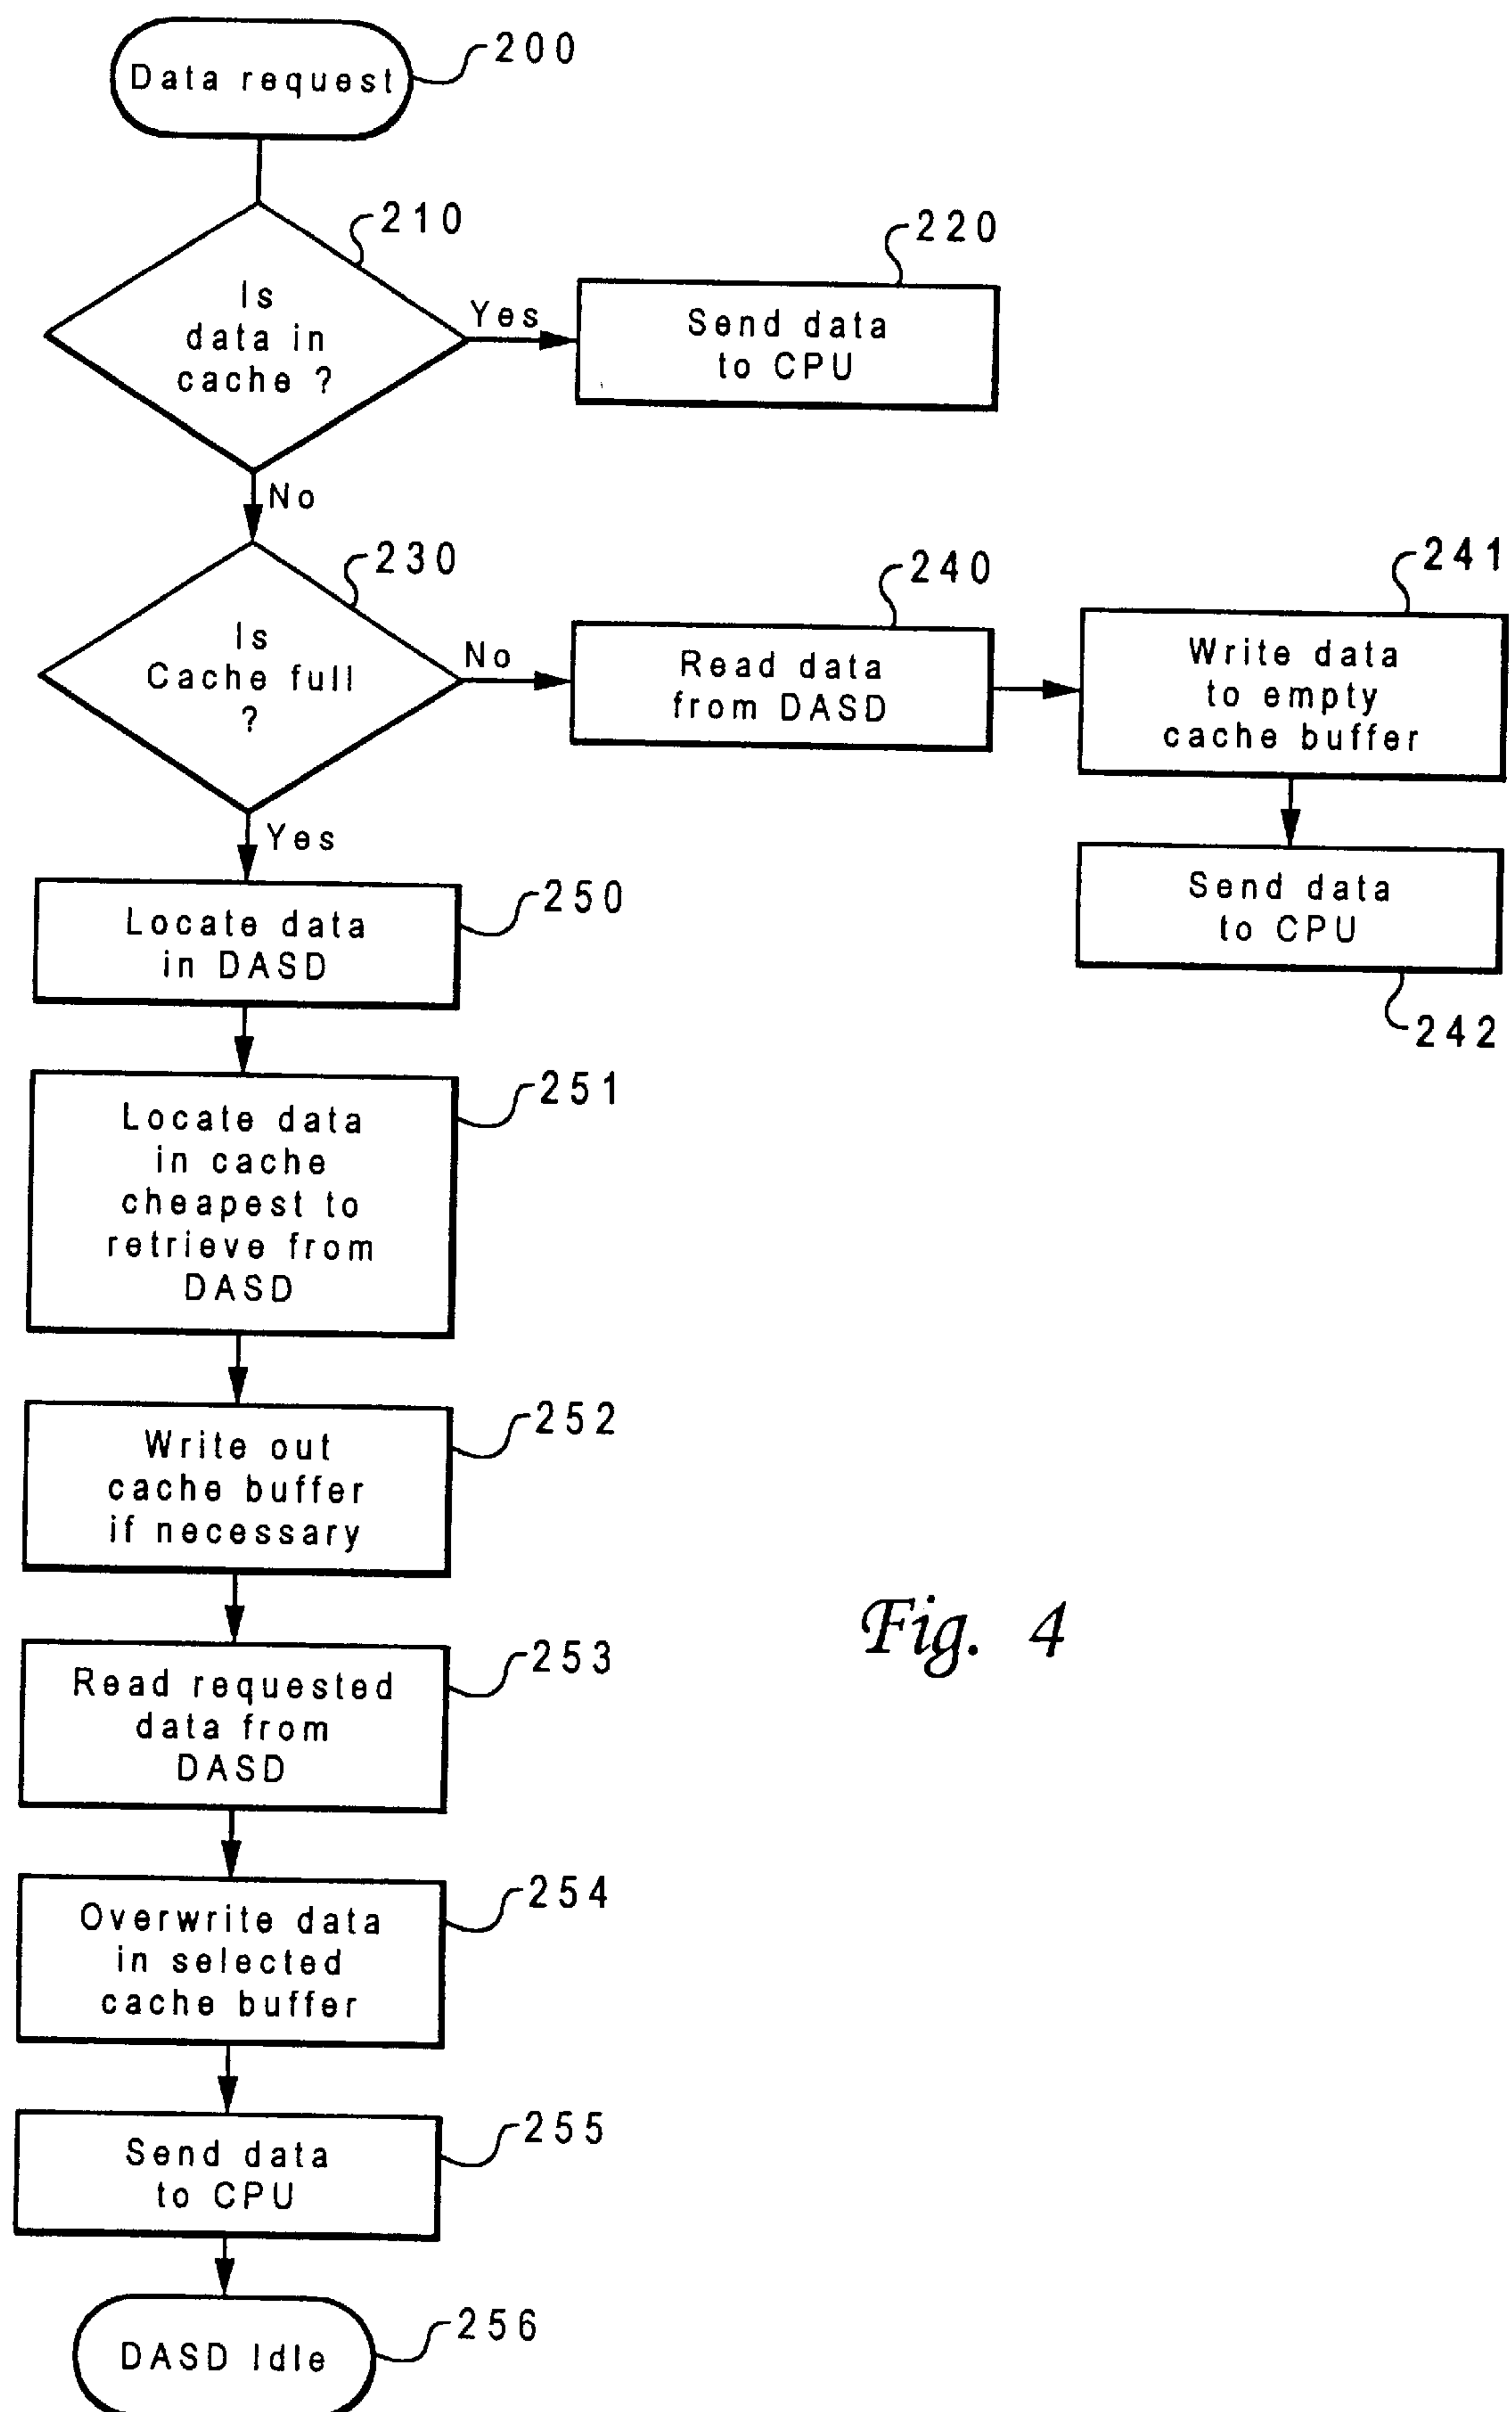 Data request
200
Is
data in
cache ?
210
Yes
Send data
to CPU
220
No
Is
Cache full
?
230
No
Read data
from DASD
240
Write data
to empty
cache buffer
241
Send data
to CPU
242
Yes
Locate data
in DASD
250
Locate data
in cache
cheapest to
retrieve from
DASD
251
Write out
cache buffer
if necessary
252
Read requested
data from
DASD
253
Overwrite data
in selected
cache buffer
254
Send data
to CPU
255
DASD Idle
256
Fig. 4